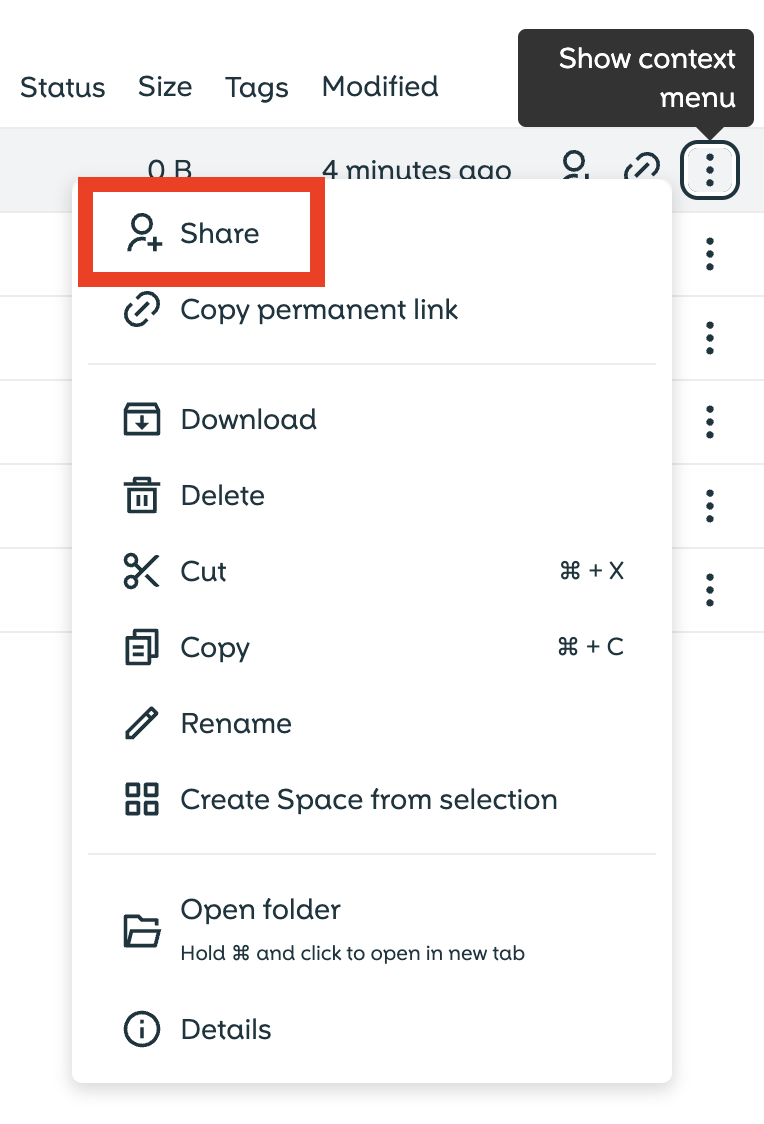 Show context
menu
Status Size Tags Modified
0 B 4 minutes ago
Share
Copy permanent link
Download
Delete
Cut ⌘ + X
Copy ⌘ + C
Rename
Create Space from selection
Open folder
Hold ⌘ and click to open in new tab
Details